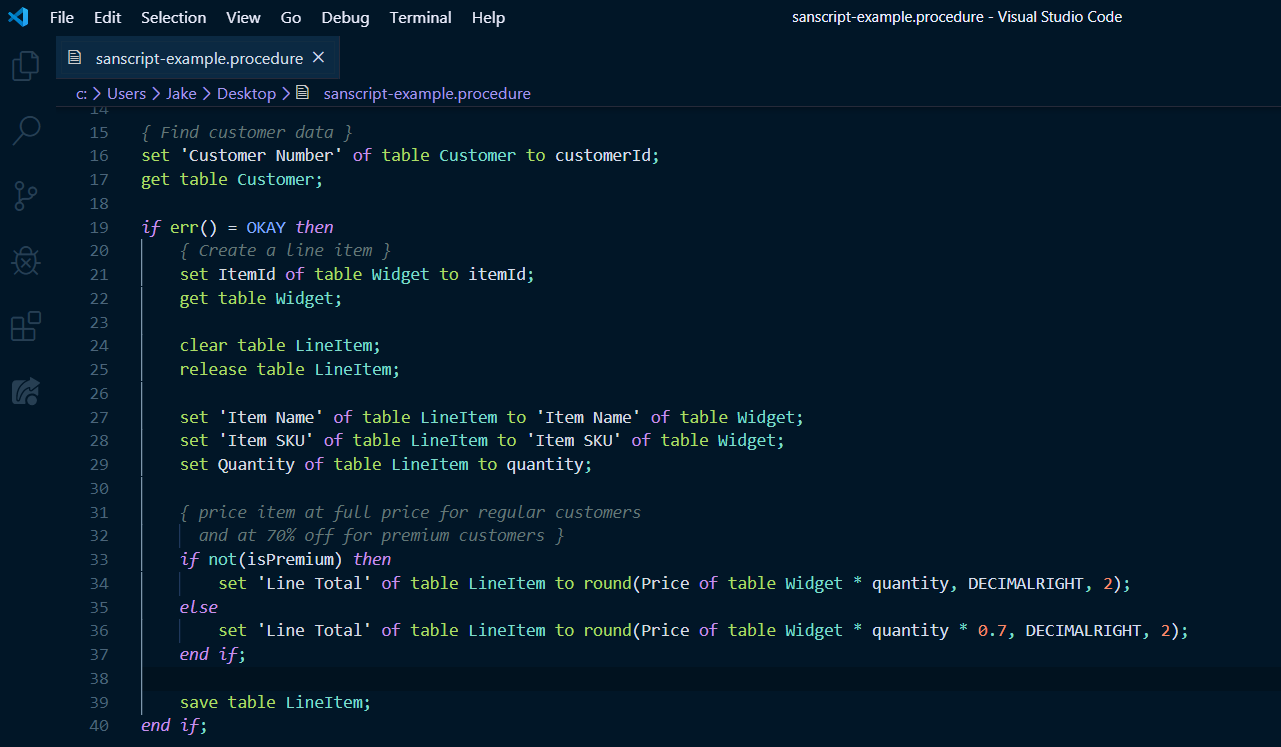 File Edit Selection View Go Debug Terminal Help sanscript-example.procedure - Visual Studio Code
sanscript-example.procedure
c: > Users > Jake > Desktop > sanscript-example.procedure
14
15 { Find customer data }
16 set 'Customer Number' of table Customer to customerId;
17 get table Customer;
18
19 if err() = OKAY then
20 { Create a line item }
21 set ItemId of table Widget to itemId;
22 get table Widget;
23
24 clear table LineItem;
25 release table LineItem;
26
27 set 'Item Name' of table LineItem to 'Item Name' of table Widget;
28 set 'Item SKU' of table LineItem to 'Item SKU' of table Widget;
29 set Quantity of table LineItem to quantity;
30
31 { price item at full price for regular customers
32 and at 70% off for premium customers }
33 if not(isPremium) then
34 set 'Line Total' of table LineItem to round(Price of table Widget * quantity, DECIMALRIGHT, 2);
35 else
36 set 'Line Total' of table LineItem to round(Price of table Widget * quantity * 0.7, DECIMALRIGHT, 2);
37 end if;
38
39 save table LineItem;
40 end if;